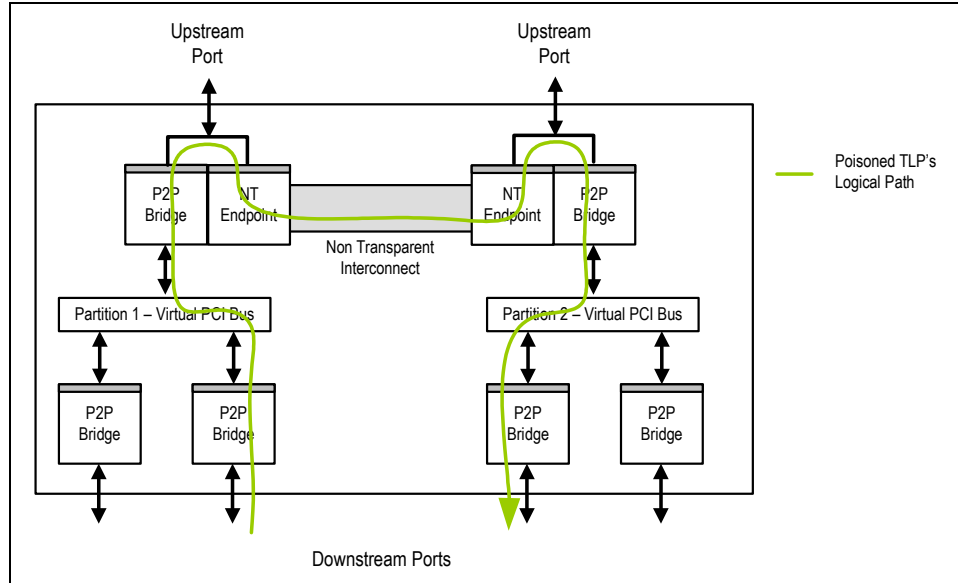 Upstream
Port
Upstream
Port
Poisoned TLP's
Logical Path
P2P
Bridge
NT
Endpoint
NT
Endpoint
P2P
Bridge
Non Transparent
Interconnect
Partition 1 – Virtual PCI Bus
Partition 2 – Virtual PCI Bus
P2P
Bridge
P2P
Bridge
P2P
Bridge
P2P
Bridge
Downstream Ports